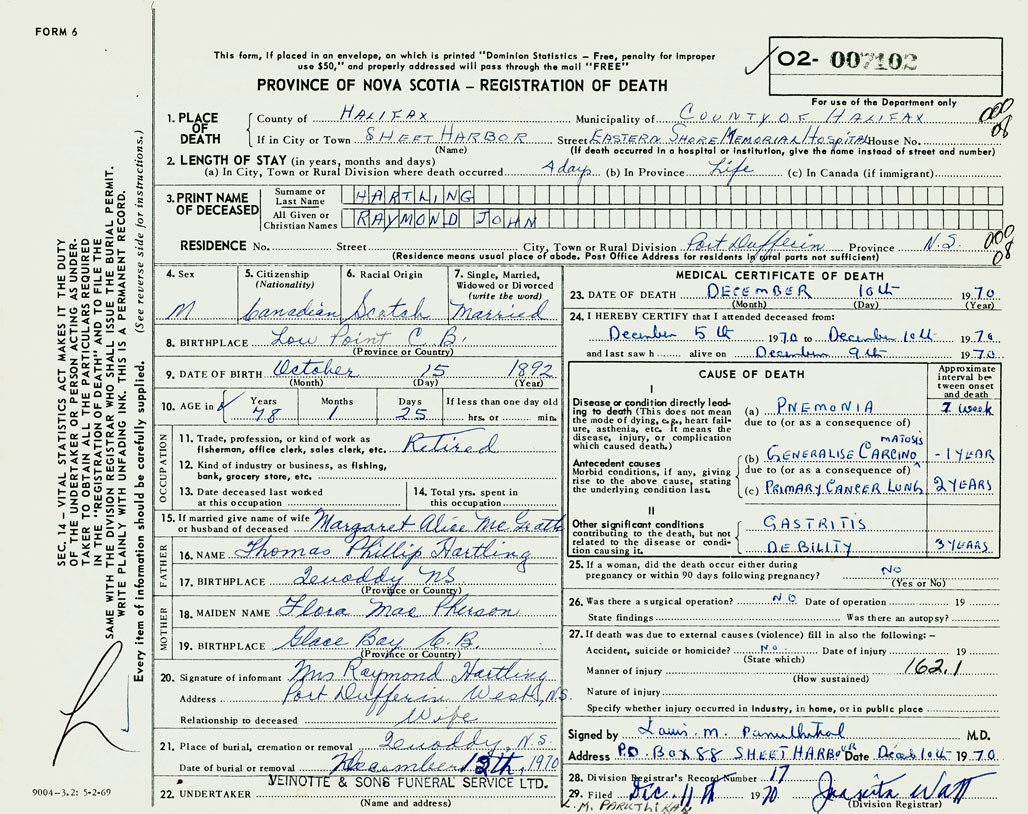 FORM 6
This form, if placed in an envelope, on which is printed "Dominion Statistics – Free, penalty for improper
use $50," and properly addressed will pass through the mail "FREE"
02- 007102
PROVINCE OF NOVA SCOTIA – REGISTRATION OF DEATH
For use of the Department only
SEC. 14 – VITAL STATISTICS ACT MAKES IT THE DUTY
OF THE UNDERTAKER OR PERSON ACTING AS UNDER-
TAKER TO OBTAIN ALL THE PARTICULARS REQUIRED
IN THE "REGISTRATION OF DEATH" AND TO FILE THE
SAME WITH THE DIVISION REGISTRAR WHO SHALL ISSUE THE BURIAL PERMIT.
WRITE PLAINLY WITH UNFADING INK. THIS IS A PERMANENT RECORD.
Every item of information should be carefully supplied. (See reverse side for instructions.)
1. PLACE OF DEATH
County of HALIFAX Municipality of COUNTY OF HALIFAX 000
If in City or Town SHEET HARBOR Street EASTERN SHORE MEMORIAL HOSPITAL House No. 08
(Name) (If death occurred in a hospital or institution, give the name instead of street and number)
2. LENGTH OF STAY (in years, months and days)
(a) In City, Town or Rural Division where death occurred 4 days (b) In Province Life (c) In Canada (if immigrant)
3. PRINT NAME OF DECEASED
Surname or Last Name HARTLING
All Given or Christian Names RAYMOND JOHN
RESIDENCE No. Street City, Town or Rural Division Port Dufferin Province N.S. 000
(Residence means usual place of abode. Post Office Address for residents in rural parts not sufficient) 08
4. Sex M
5. Citizenship (Nationality) Canadian
6. Racial Origin Scotch
7. Single, Married, Widowed or Divorced (write the word) Married
8. BIRTHPLACE Low Point C.B.
(Province or Country)
9. DATE OF BIRTH October 15 1892
(Month) (Day) (Year)
10. AGE in Years 78 Months 1 Days 25 If less than one day old hrs. or min.
OCCUPATION
11. Trade, profession, or kind of work as fisherman, office clerk, sales clerk, etc. Retired
12. Kind of industry or business, as fishing, bank, grocery store, etc.
13. Date deceased last worked at this occupation
14. Total yrs. spent in this occupation
15. If married give name of wife or husband of deceased Margaret Alice McGrath
FATHER
16. NAME Thomas Phillip Hartling
17. BIRTHPLACE Quoddy NS.
(Province or Country)
MOTHER
18. MAIDEN NAME Flora Mac Pherson
19. BIRTHPLACE Glace Bay C.B.
(Province or Country)
20. Signature of informant Mrs Raymond Hartling
Address Port Dufferin West, N.S.
Relationship to deceased Wife
21. Place of burial, cremation or removal Quoddy, N.S.
Date of burial or removal December 12th, 1970
22. UNDERTAKER VEINOTTE & SONS FUNERAL SERVICE LTD.
(Name and address)
9004-3.2: 5-2-69
MEDICAL CERTIFICATE OF DEATH
23. DATE OF DEATH DECEMBER 10th 1970
(Month) (Day) (Year)
24. I HEREBY CERTIFY that I attended deceased from:
December 5th 1970 to December 10th 1970
and last saw h alive on December 9th 1970
CAUSE OF DEATH
Approximate interval between onset and death
I
Disease or condition directly leading to death (This does not mean the mode of dying, e.g., heart failure, asthenia, etc. It means the disease, injury, or complication which caused death.)
(a) PNEMONIA 1 week
due to (or as a consequence of)
Antecedent causes
Morbid conditions, if any, giving rise to the above cause, stating the underlying condition last.
(b) GENERALISE CARCINOMATOSIS - 1 YEAR
due to (or as a consequence of)
(c) PRIMARY CANCER LUNG 2 YEARS
II
Other significant conditions contributing to the death, but not related to the disease or condition causing it.
GASTRITIS
DEBILITY 3 YEARS
25. If a woman, did the death occur either during pregnancy or within 90 days following pregnancy? NO
(Yes or No)
26. Was there a surgical operation? NO Date of operation 19
State findings Was there an autopsy?
27. If death was due to external causes (violence) fill in also the following: –
Accident, suicide or homicide? NO Date of injury 19
(State which)
Manner of injury 162.1
(How sustained)
Nature of injury
Specify whether injury occurred in industry, in home, or in public place
Signed by M.D.
Address P.O. BOX 88 SHEET HARBOUR Date Dec 10th 1970
28. Division Registrar's Record Number 17
29. Filed Dec. 11th 1970 Juanita Watt
(Division Registrar)
L. M. PARUTHIKAL